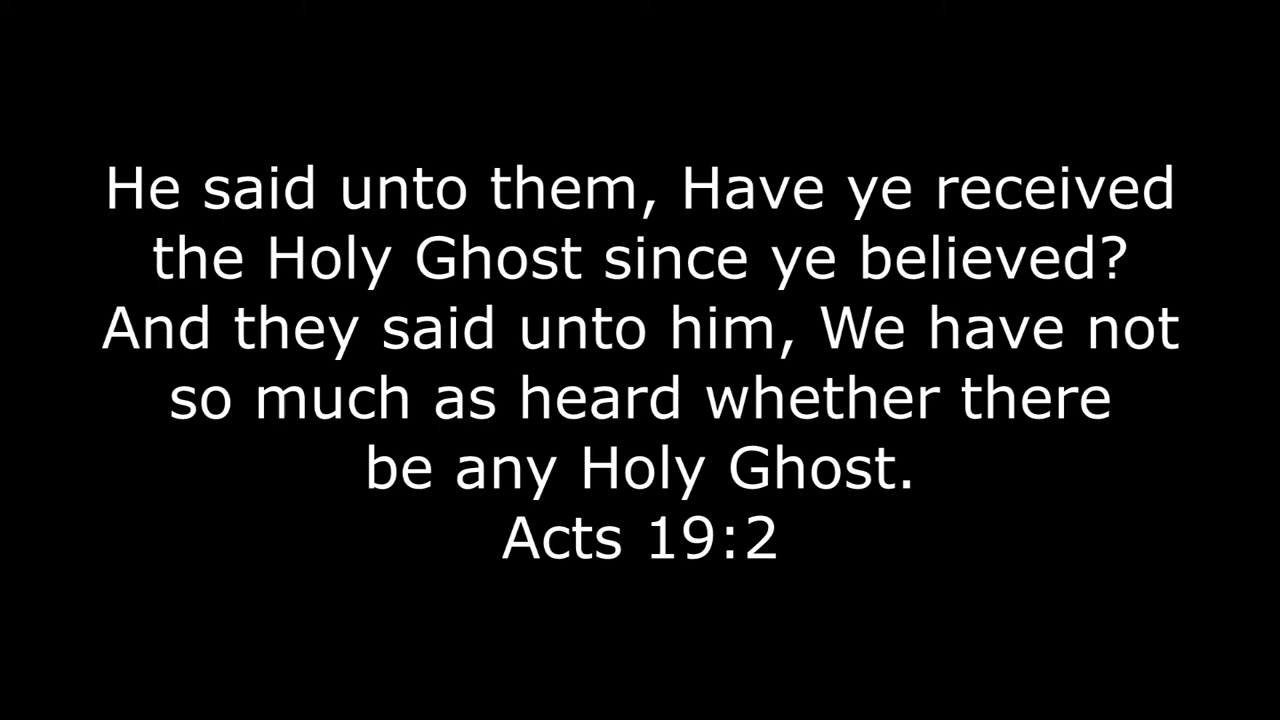 He said unto them, Have ye received
the Holy Ghost since ye believed?
And they said unto him, We have not
so much as heard whether there
be any Holy Ghost.
Acts 19:2